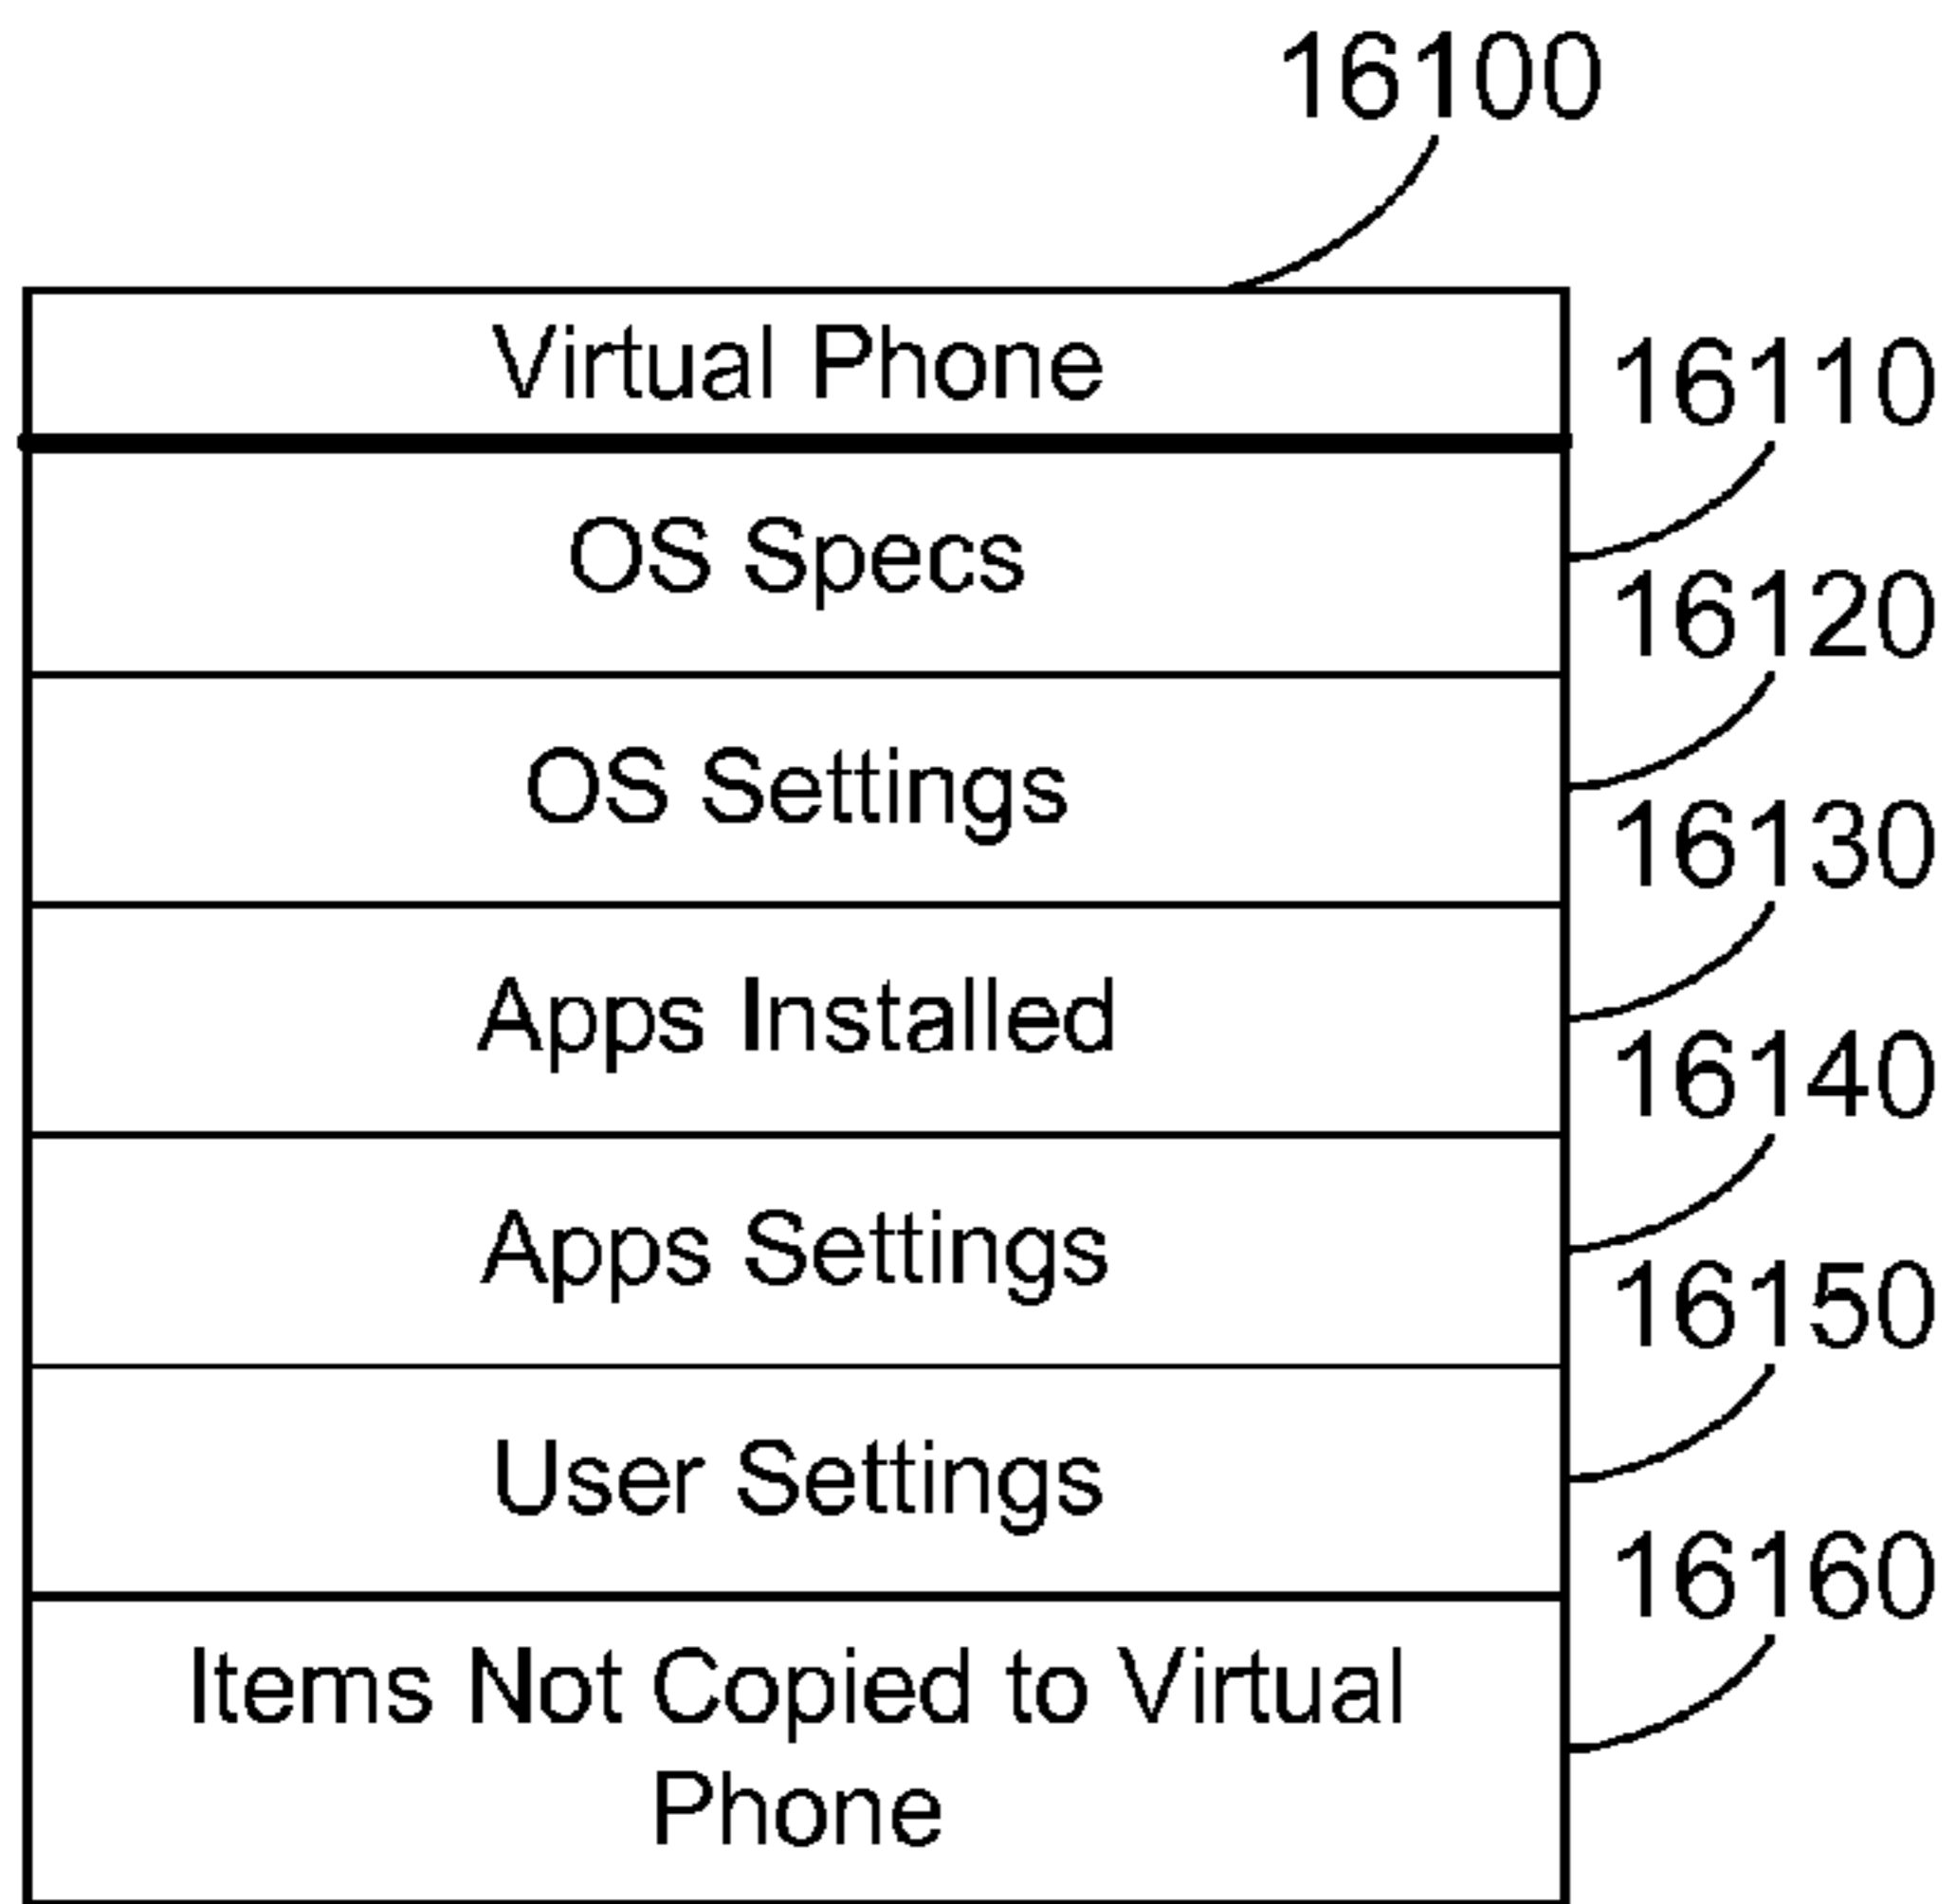 16100
Virtual Phone
16110
OS Specs
16120
OS Settings
16130
Apps Installed
16140
Apps Settings
16150
User Settings
16160
Items Not Copied to Virtual
Phone